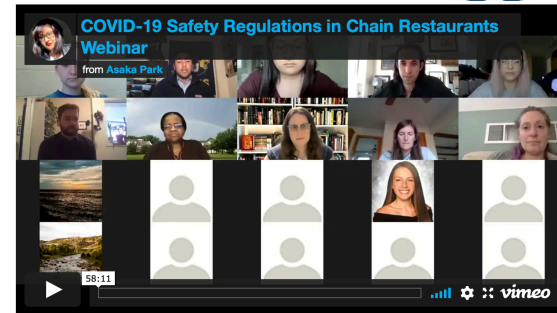 COVID-19 Safety Regulations in Chain Restaurants
Webinar
from Asaka Park
58:11
vimeo